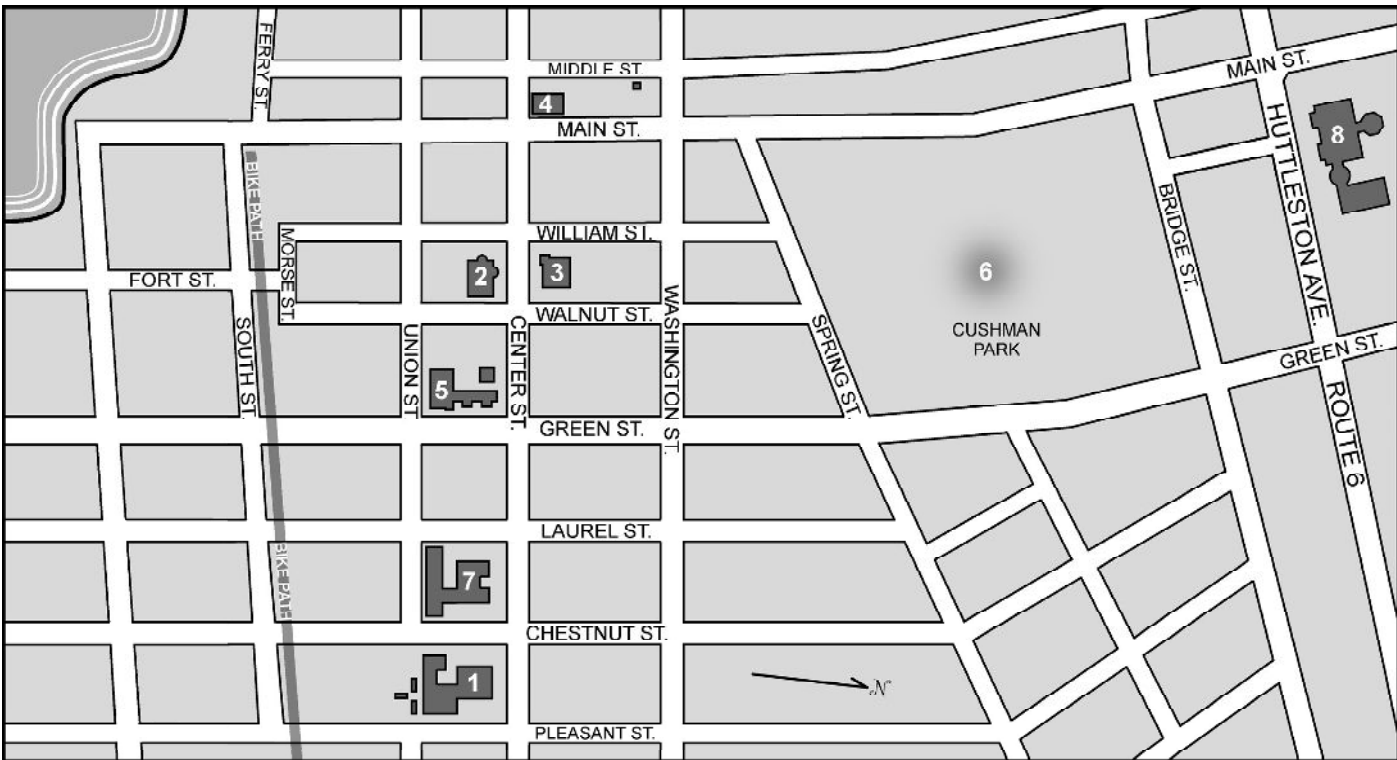 FERRY ST.
MIDDLE ST
MAIN ST.
4
HUTTLESTON AVE.
8
MAIN ST.
BIKE PATH
BRIDGE ST.
MORSE ST.
WILLIAM ST.
2
3
6
FORT ST.
WALNUT ST.
WASHINGTON ST.
SOUTH ST.
UNION ST
CENTER ST.
SPRING ST.
CUSHMAN
PARK
GREEN ST.
5
ROUTE 6
GREEN ST.
LAUREL ST.
BIKE PATH
7
CHESTNUT ST.
1
N
PLEASANT ST.